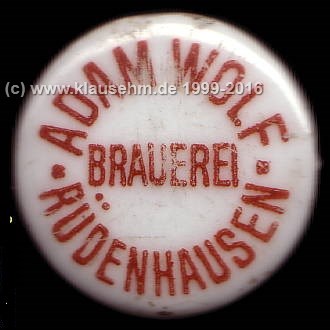 ADAM WOLF
BRAUEREI
RÜDENHAUSEN
(c) www.klausehm.de 1999-2016